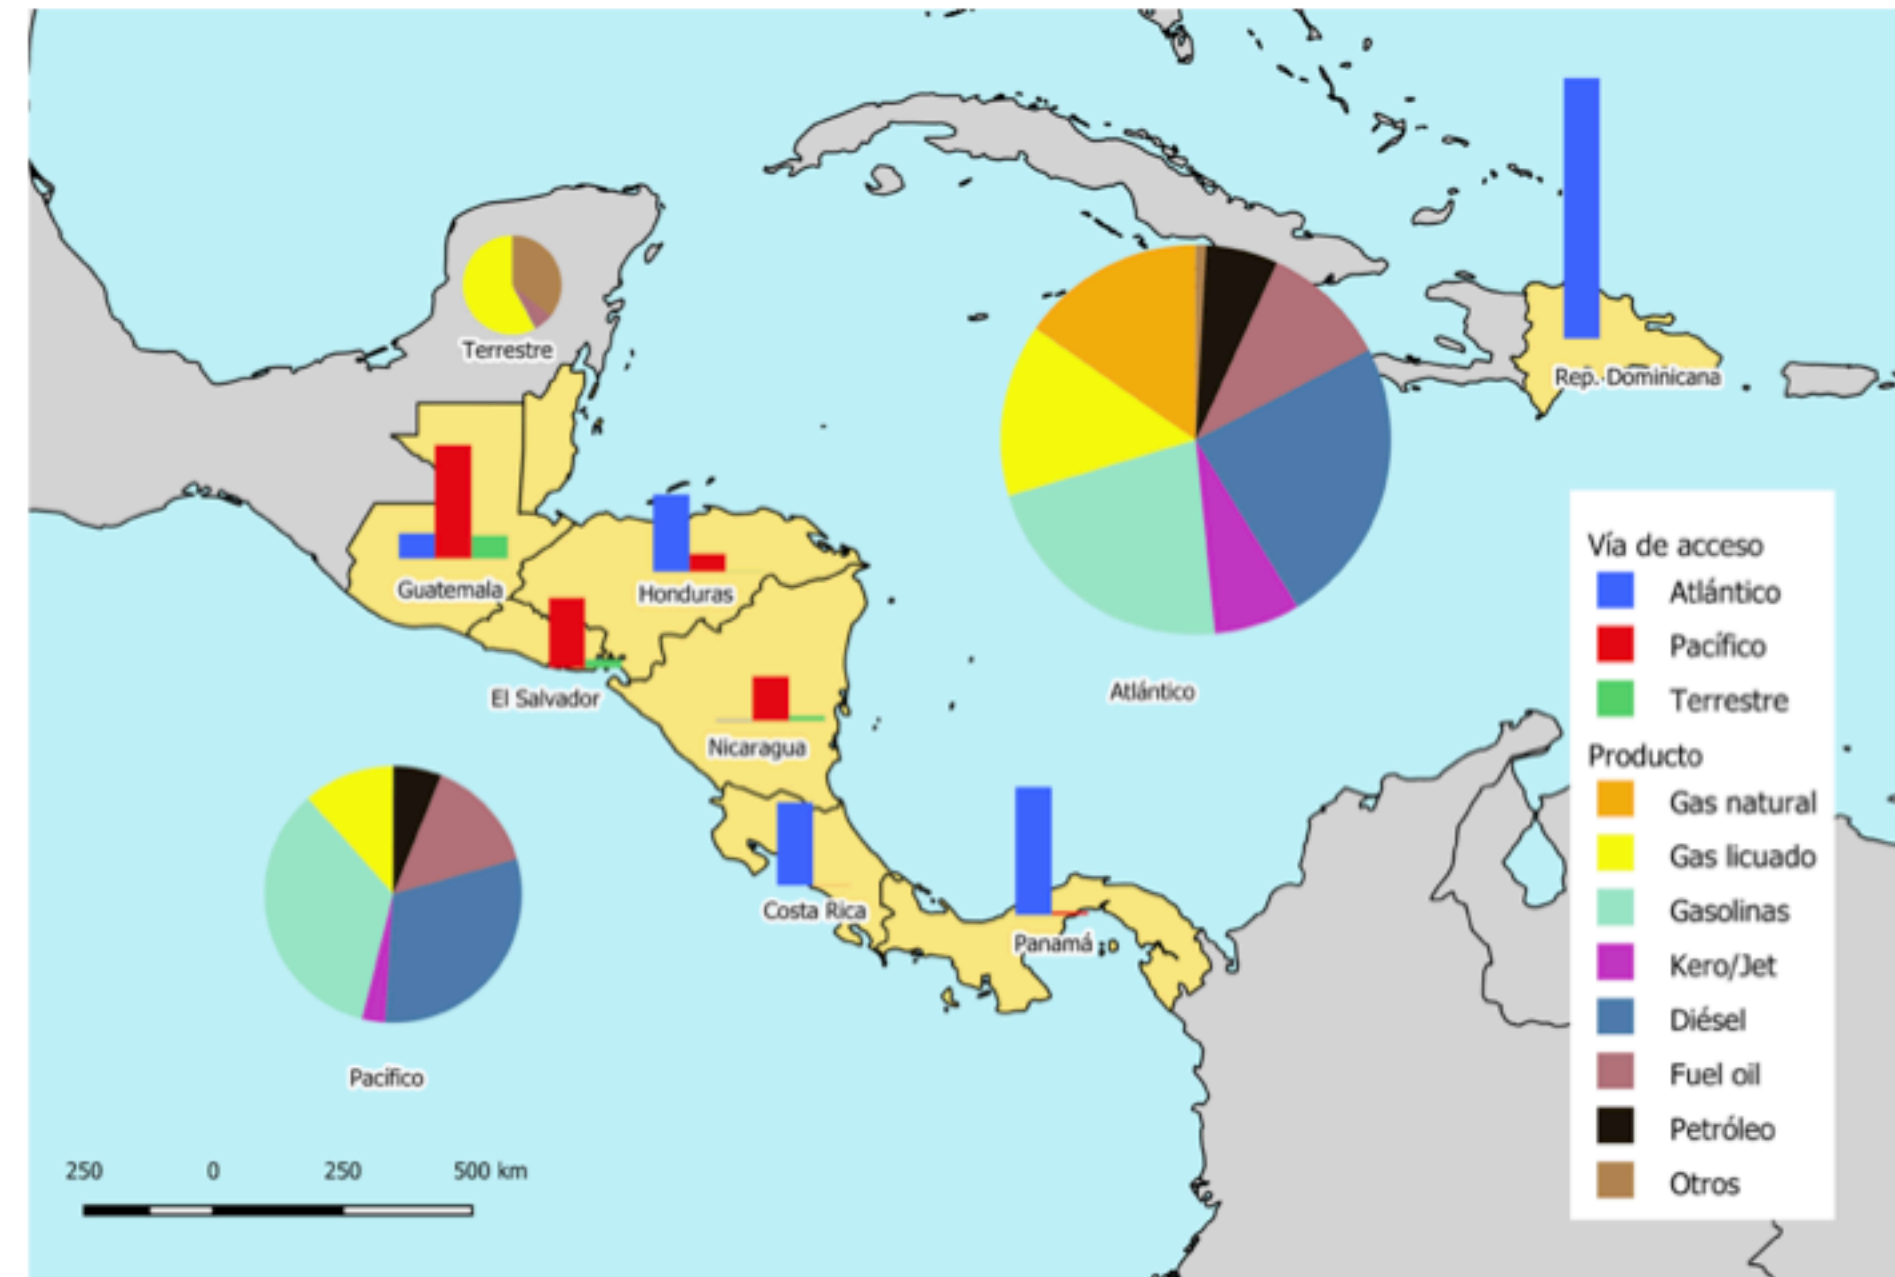 Terrestre
Rep. Dominicana
Guatemala
Honduras
El Salvador
Atlántico
Nicaragua
Costa Rica
Panamá
Pacífico
250 0 250 500 km
Vía de acceso
Atlántico
Pacífico
Terrestre
Producto
Gas natural
Gas licuado
Gasolinas
Kero/Jet
Diésel
Fuel oil
Petróleo
Otros